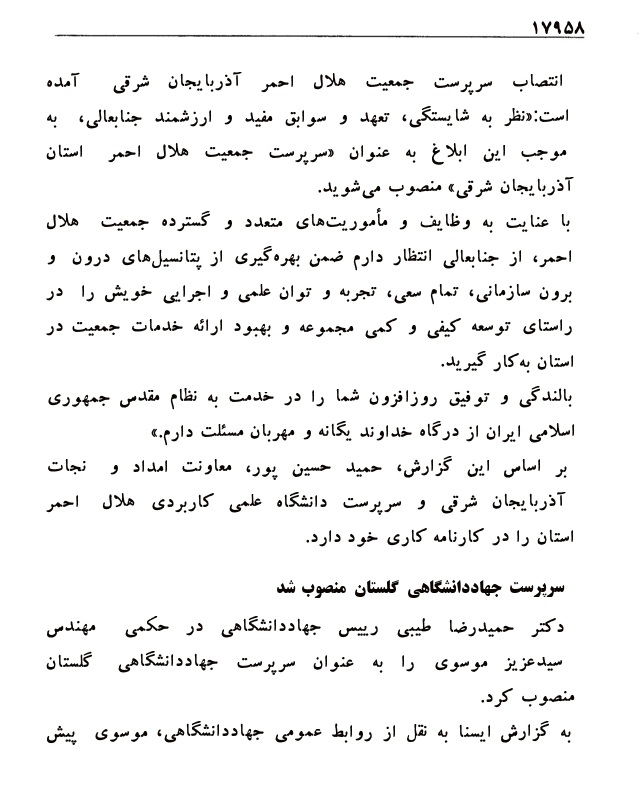 ۱۷۹۵۸
انتصاب سرپرست جمعیت هلال احمر آذربایجان شرقی آمده
است:«نظر به شایستگی، تعهد و سوابق مفید و ارزشمند جنابعالی، به
موجب این ابلاغ به عنوان «سرپرست جمعیت هلال احمر استان
آذربایجان شرقی» منصوب می‌شوید.
با عنایت به وظایف و مأموریت‌های متعدد و گسترده جمعیت هلال
احمر، از جنابعالی انتظار دارم ضمن بهره‌گیری از پتانسیل‌های درون و
برون سازمانی، تمام سعی، تجربه و توان علمی و اجرایی خویش را در
راستای توسعه کیفی و کمی مجموعه و بهبود ارائه خدمات جمعیت در
استان به‌کار گیرید.
بالندگی و توفیق روزافزون شما را در خدمت به نظام مقدس جمهوری
اسلامی ایران از درگاه خداوند یگانه و مهربان مسئلت دارم.»
بر اساس این گزارش، حمید حسین پور، معاونت امداد و نجات
آذربایجان شرقی و سرپرست دانشگاه علمی کاربردی هلال احمر
استان را در کارنامه کاری خود دارد.
سرپرست جهاددانشگاهی گلستان منصوب شد
دکتر حمیدرضا طیبی رییس جهاددانشگاهی در حکمی مهندس
سیدعزیز موسوی را به عنوان سرپرست جهاددانشگاهی گلستان
منصوب کرد.
به گزارش ایسنا به نقل از روابط عمومی جهاددانشگاهی، موسوی پیش